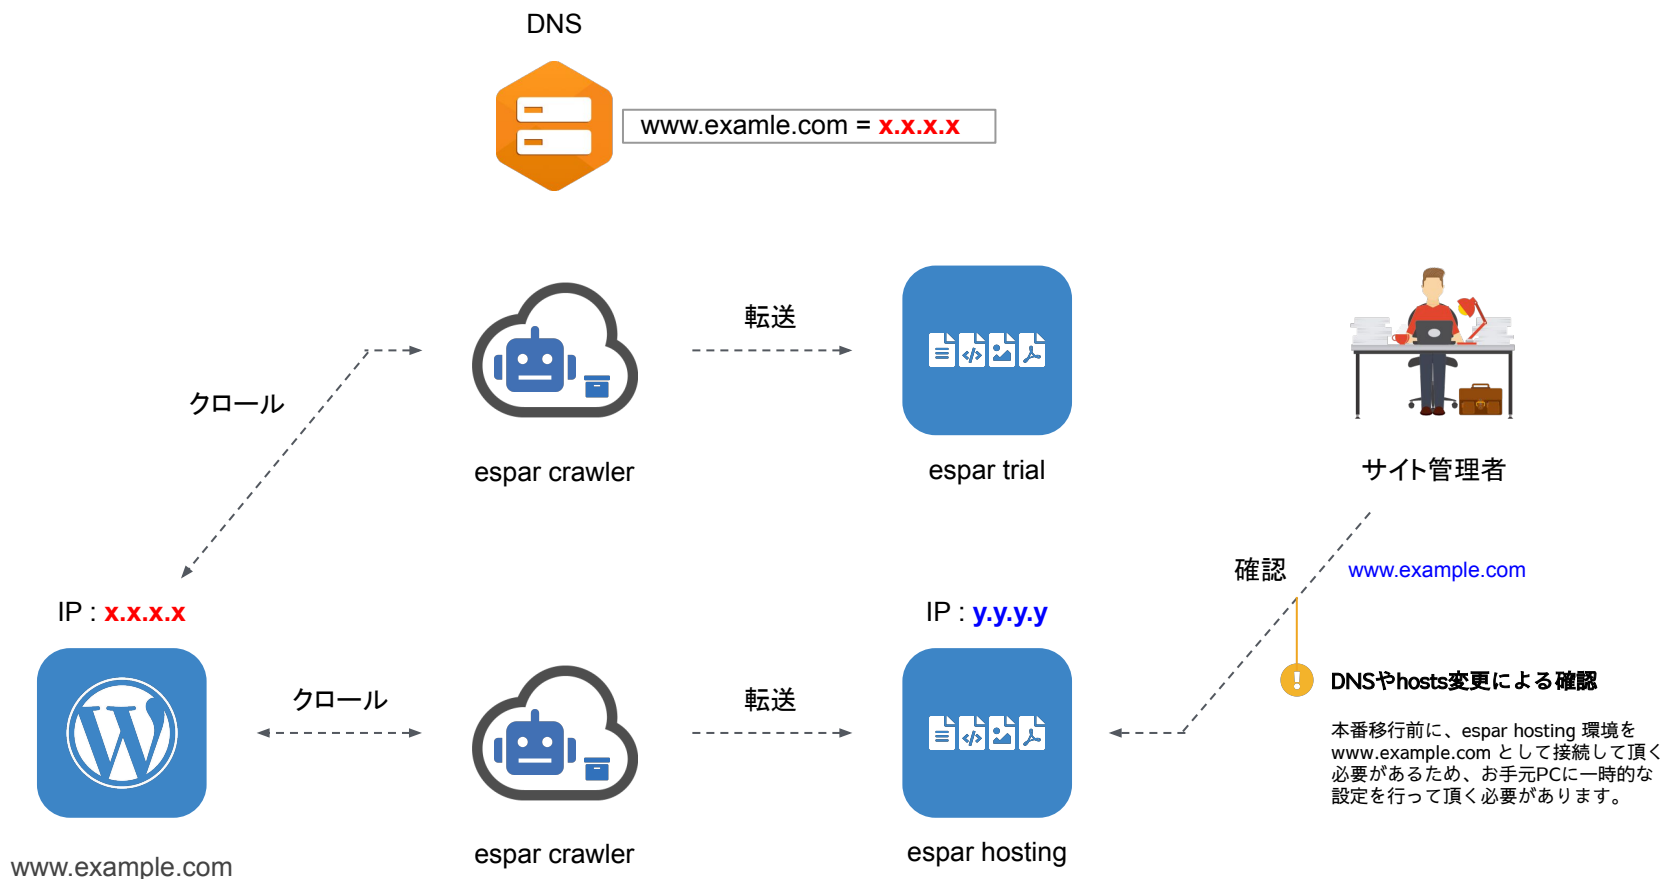 DNS
www.examle.com = x.x.x.x
転送
クロール
espar crawler
espar trial
サイト管理者
確認
www.example.com
IP : x.x.x.x
IP : y.y.y.y
クロール
転送
DNSやhosts変更による確認
本番移行前に、espar hosting 環境を
www.example.com として接続して頂く
必要があるため、お手元PCに一時的な
設定を行って頂く必要があります。
espar crawler
espar hosting
www.example.com